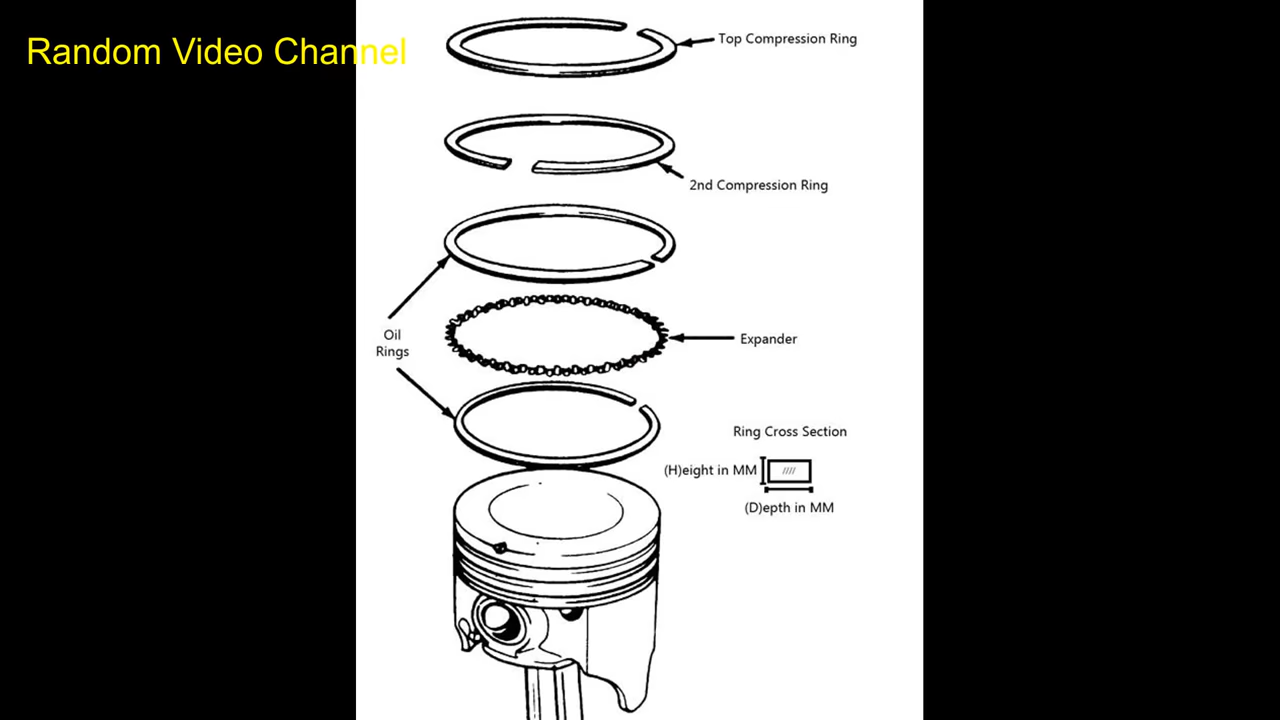 Random Video Channel
Top Compression Ring
2nd Compression Ring
Oil
Rings
Expander
Ring Cross Section
(H)eight in MM
(D)epth in MM